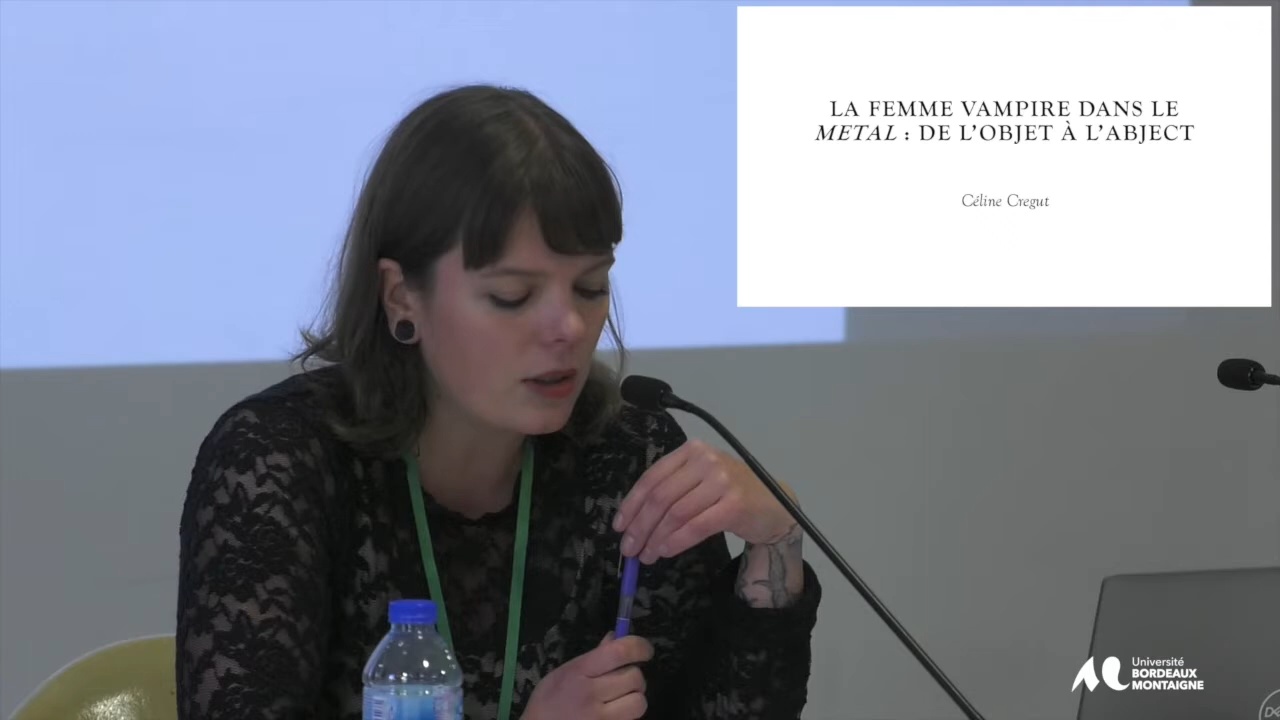 LA FEMME VAMPIRE DANS LE
METAL : DE L'OBJET À L'ABJECT
Céline Cregut
Université
BORDEAUX
MONTAIGNE